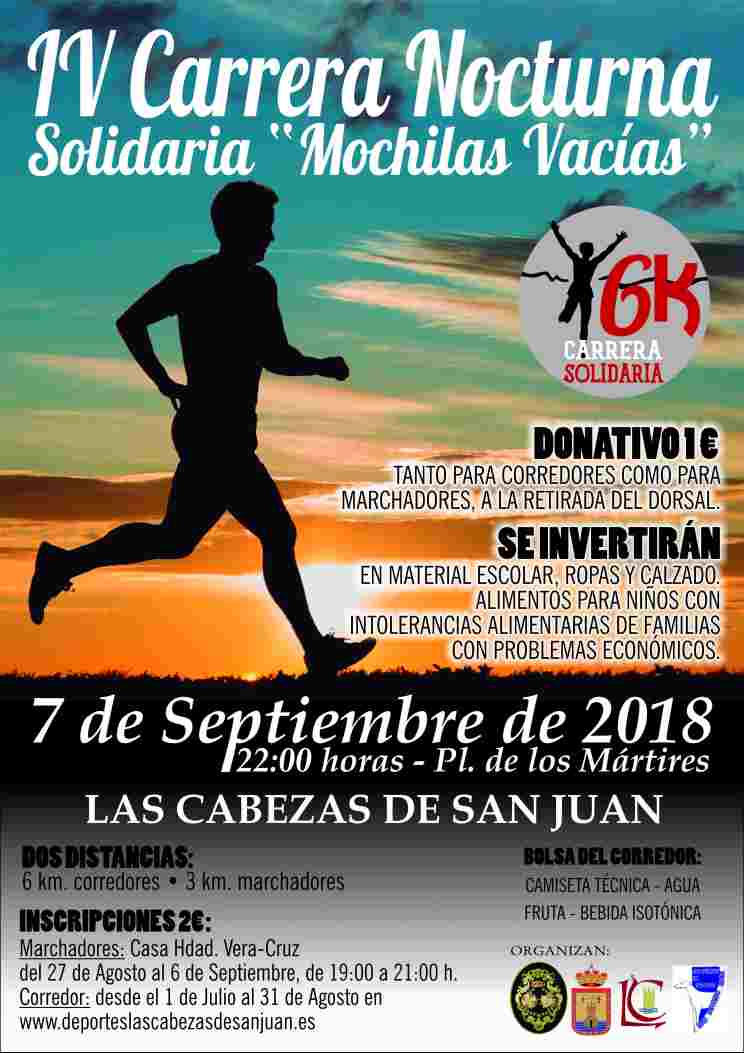 IV Carrera Nocturna
Solidaria "Mochilas Vacías"
6K
CARRERA
SOLIDARIA
DONATIVO 1€
TANTO PARA CORREDORES COMO PARA
MARCHADORES, A LA RETIRADA DEL DORSAL.
SE INVERTIRÁN
EN MATERIAL ESCOLAR, ROPAS Y CALZADO.
ALIMENTOS PARA NIÑOS CON
INTOLERANCIAS ALIMENTARIAS DE FAMILIAS
CON PROBLEMAS ECONÓMICOS.
7 de Septiembre de 2018
22:00 horas - Pl. de los Mártires
LAS CABEZAS DE SAN JUAN
DOS DISTANCIAS:
6 km. corredores • 3 km. marchadores
INSCRIPCIONES 2€:
Marchadores: Casa Hdad. Vera-Cruz
del 27 de Agosto al 6 de Septiembre, de 19:00 a 21:00 h.
Corredor: desde el 1 de Julio al 31 de Agosto en
www.deporteslascabezasdesanjuan.es
BOLSA DEL CORREDOR:
CAMISETA TÉCNICA - AGUA
FRUTA - BEBIDA ISOTÓNICA
ORGANIZAN:
LC